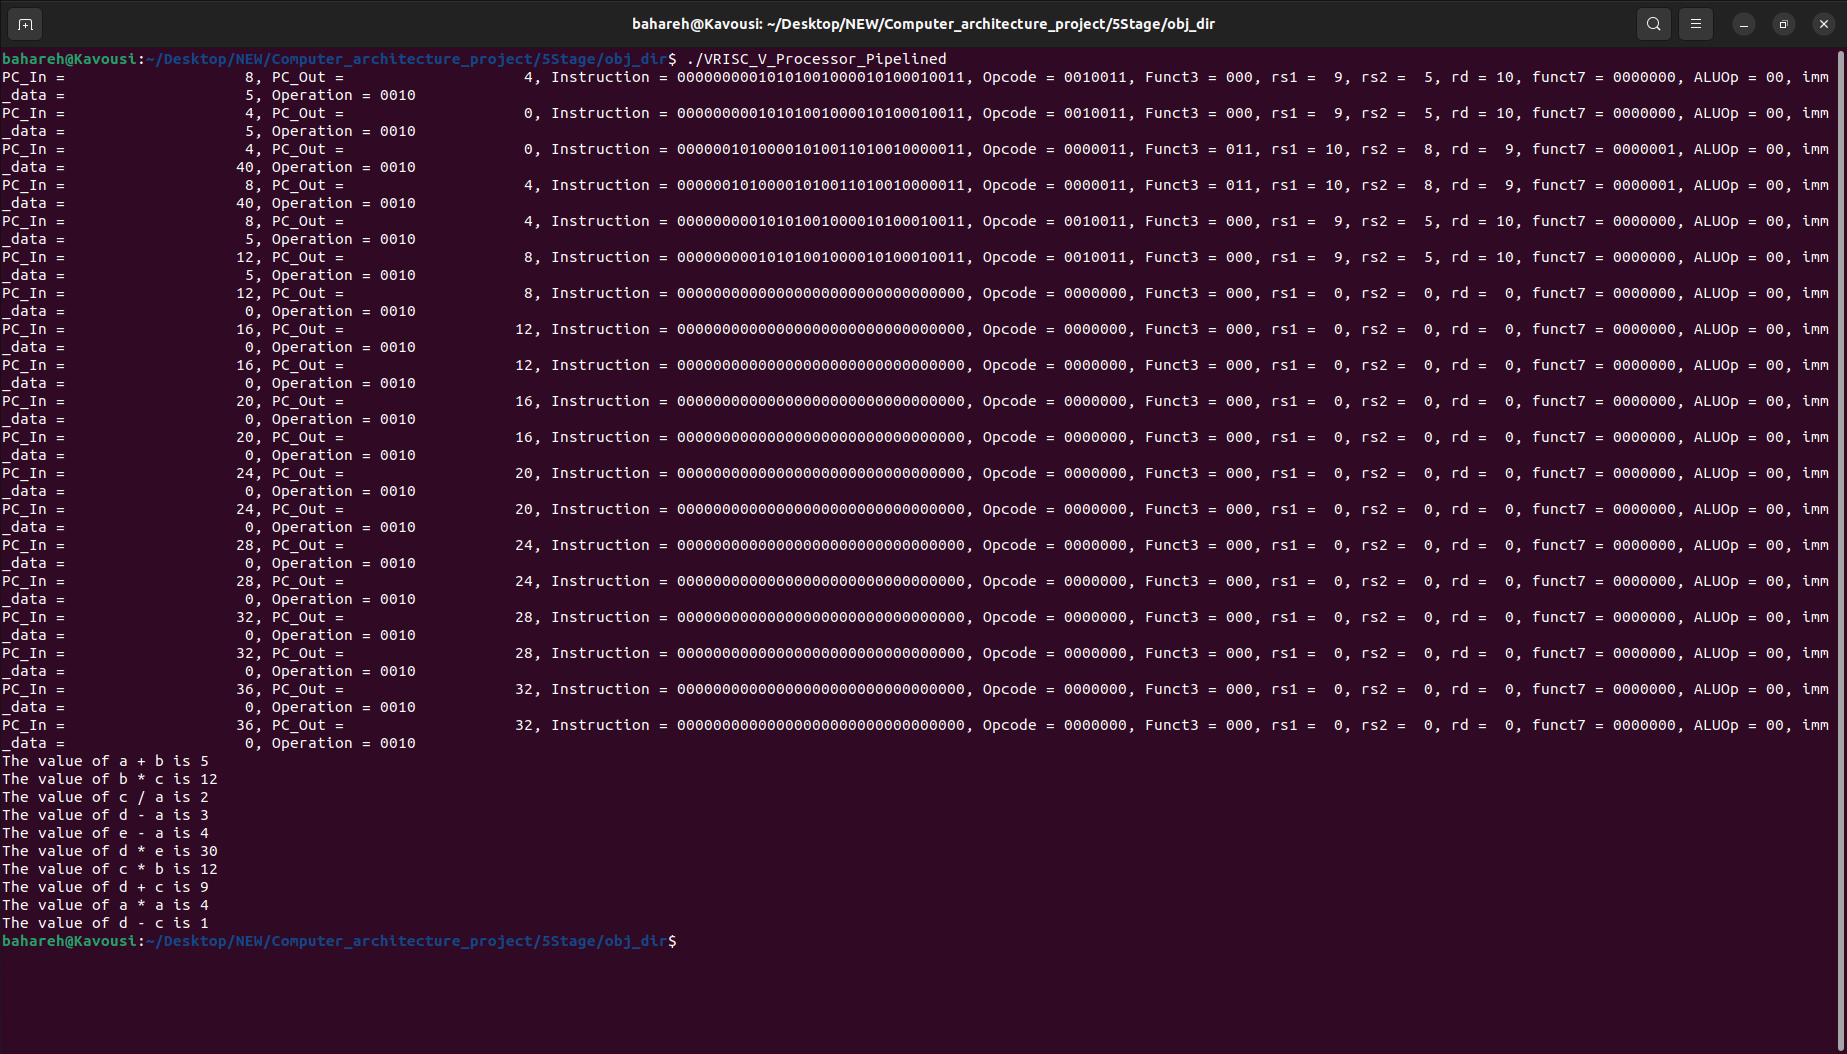 bahareh@Kavousi: ~/Desktop/NEW/Computer_architecture_project/5Stage/obj_dir
bahareh@Kavousi:~/Desktop/NEW/Computer_architecture_project/5Stage/obj_dir$ ./VRISC_V_Processor_Pipelined
PC_In = 8, PC_Out = 4, Instruction = 00000000010101001000010100010011, Opcode = 0010011, Funct3 = 000, rs1 = 9, rs2 = 5, rd = 10, funct7 = 0000000, ALUOp = 00, imm
_data = 5, Operation = 0010
PC_In = 4, PC_Out = 0, Instruction = 00000000010101001000010100010011, Opcode = 0010011, Funct3 = 000, rs1 = 9, rs2 = 5, rd = 10, funct7 = 0000000, ALUOp = 00, imm
_data = 5, Operation = 0010
PC_In = 4, PC_Out = 0, Instruction = 00000010100001010011010010000011, Opcode = 0000011, Funct3 = 011, rs1 = 10, rs2 = 8, rd = 9, funct7 = 0000001, ALUOp = 00, imm
_data = 40, Operation = 0010
PC_In = 8, PC_Out = 4, Instruction = 00000010100001010011010010000011, Opcode = 0000011, Funct3 = 011, rs1 = 10, rs2 = 8, rd = 9, funct7 = 0000001, ALUOp = 00, imm
_data = 40, Operation = 0010
PC_In = 8, PC_Out = 4, Instruction = 00000000010101001000010100010011, Opcode = 0010011, Funct3 = 000, rs1 = 9, rs2 = 5, rd = 10, funct7 = 0000000, ALUOp = 00, imm
_data = 5, Operation = 0010
PC_In = 12, PC_Out = 8, Instruction = 00000000010101001000010100010011, Opcode = 0010011, Funct3 = 000, rs1 = 9, rs2 = 5, rd = 10, funct7 = 0000000, ALUOp = 00, imm
_data = 5, Operation = 0010
PC_In = 12, PC_Out = 8, Instruction = 00000000000000000000000000000000, Opcode = 0000000, Funct3 = 000, rs1 = 0, rs2 = 0, rd = 0, funct7 = 0000000, ALUOp = 00, imm
_data = 0, Operation = 0010
PC_In = 16, PC_Out = 12, Instruction = 00000000000000000000000000000000, Opcode = 0000000, Funct3 = 000, rs1 = 0, rs2 = 0, rd = 0, funct7 = 0000000, ALUOp = 00, imm
_data = 0, Operation = 0010
PC_In = 16, PC_Out = 12, Instruction = 00000000000000000000000000000000, Opcode = 0000000, Funct3 = 000, rs1 = 0, rs2 = 0, rd = 0, funct7 = 0000000, ALUOp = 00, imm
_data = 0, Operation = 0010
PC_In = 20, PC_Out = 16, Instruction = 00000000000000000000000000000000, Opcode = 0000000, Funct3 = 000, rs1 = 0, rs2 = 0, rd = 0, funct7 = 0000000, ALUOp = 00, imm
_data = 0, Operation = 0010
PC_In = 20, PC_Out = 16, Instruction = 00000000000000000000000000000000, Opcode = 0000000, Funct3 = 000, rs1 = 0, rs2 = 0, rd = 0, funct7 = 0000000, ALUOp = 00, imm
_data = 0, Operation = 0010
PC_In = 24, PC_Out = 20, Instruction = 00000000000000000000000000000000, Opcode = 0000000, Funct3 = 000, rs1 = 0, rs2 = 0, rd = 0, funct7 = 0000000, ALUOp = 00, imm
_data = 0, Operation = 0010
PC_In = 24, PC_Out = 20, Instruction = 00000000000000000000000000000000, Opcode = 0000000, Funct3 = 000, rs1 = 0, rs2 = 0, rd = 0, funct7 = 0000000, ALUOp = 00, imm
_data = 0, Operation = 0010
PC_In = 28, PC_Out = 24, Instruction = 00000000000000000000000000000000, Opcode = 0000000, Funct3 = 000, rs1 = 0, rs2 = 0, rd = 0, funct7 = 0000000, ALUOp = 00, imm
_data = 0, Operation = 0010
PC_In = 28, PC_Out = 24, Instruction = 00000000000000000000000000000000, Opcode = 0000000, Funct3 = 000, rs1 = 0, rs2 = 0, rd = 0, funct7 = 0000000, ALUOp = 00, imm
_data = 0, Operation = 0010
PC_In = 32, PC_Out = 28, Instruction = 00000000000000000000000000000000, Opcode = 0000000, Funct3 = 000, rs1 = 0, rs2 = 0, rd = 0, funct7 = 0000000, ALUOp = 00, imm
_data = 0, Operation = 0010
PC_In = 32, PC_Out = 28, Instruction = 00000000000000000000000000000000, Opcode = 0000000, Funct3 = 000, rs1 = 0, rs2 = 0, rd = 0, funct7 = 0000000, ALUOp = 00, imm
_data = 0, Operation = 0010
PC_In = 36, PC_Out = 32, Instruction = 00000000000000000000000000000000, Opcode = 0000000, Funct3 = 000, rs1 = 0, rs2 = 0, rd = 0, funct7 = 0000000, ALUOp = 00, imm
_data = 0, Operation = 0010
PC_In = 36, PC_Out = 32, Instruction = 00000000000000000000000000000000, Opcode = 0000000, Funct3 = 000, rs1 = 0, rs2 = 0, rd = 0, funct7 = 0000000, ALUOp = 00, imm
_data = 0, Operation = 0010
The value of a + b is 5
The value of b * c is 12
The value of c / a is 2
The value of d - a is 3
The value of e - a is 4
The value of d * e is 30
The value of c * b is 12
The value of d + c is 9
The value of a * a is 4
The value of d - c is 1
bahareh@Kavousi:~/Desktop/NEW/Computer_architecture_project/5Stage/obj_dir$